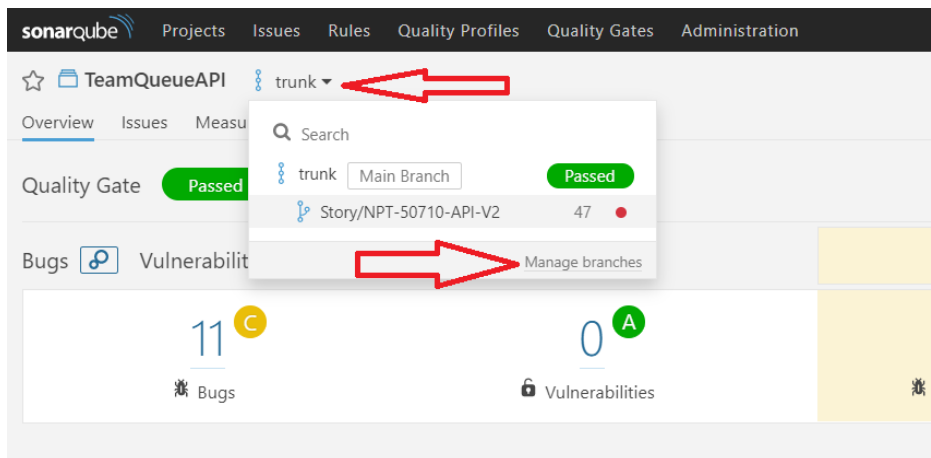 sonarqube Projects Issues Rules Quality Profiles Quality Gates Administration
TeamQueueAPI trunk
Overview Issues Measu
Search
trunk Main Branch Passed
Quality Gate Passed
Story/NPT-50710-API-V2 47
Manage branches
Bugs Vulnerabilit
11 C 0 A
Bugs Vulnerabilities